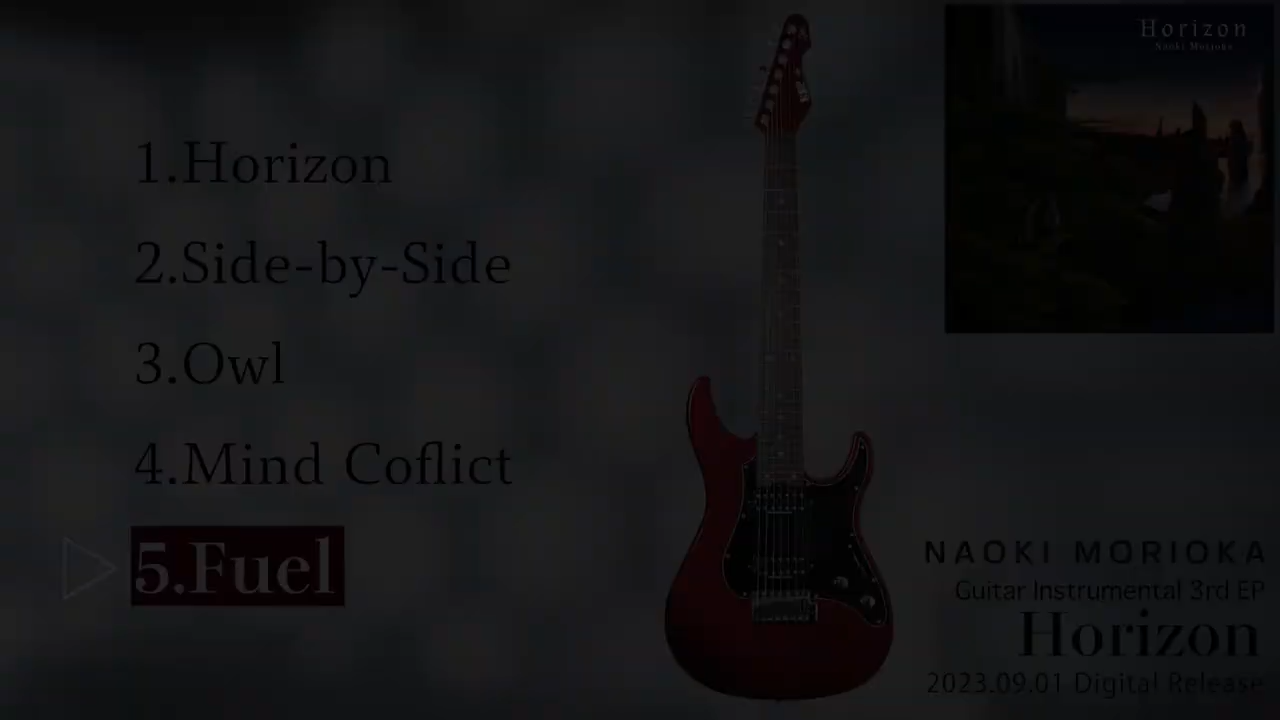 1.Horizon
2.Side-by-Side
3.Owl
4.Mind Coflict
5.Fuel
Horizon
Naoki Morioka
NAOKI MORIOKA
Guitar Instrumental 3rd EP
Horizon
2023.09.01 Digital Release